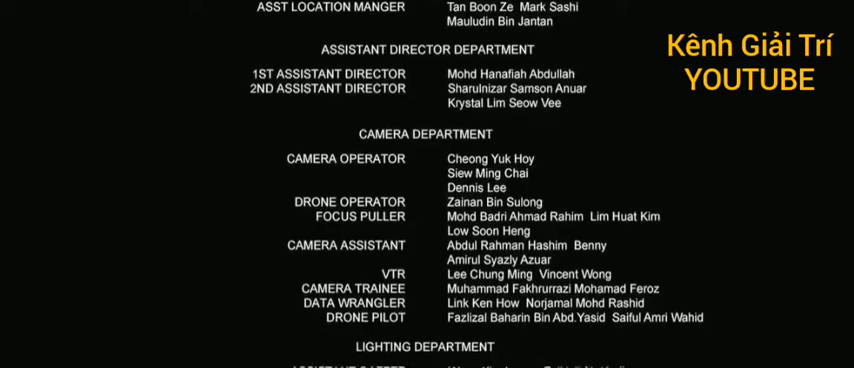 ASST LOCATION MANGER Tan Boon Ze Mark Sashi
Mauludin Bin Jantan
Kênh Giải Trí
YOUTUBE
ASSISTANT DIRECTOR DEPARTMENT
1ST ASSISTANT DIRECTOR Mohd Hanafiah Abdullah
2ND ASSISTANT DIRECTOR Sharulnizar Samson Anuar
Krystal Lim Seow Vee
CAMERA DEPARTMENT
CAMERA OPERATOR Cheong Yuk Hoy
Siew Ming Chai
Dennis Lee
DRONE OPERATOR Zainan Bin Sulong
FOCUS PULLER Mohd Badri Ahmad Rahim Lim Huat Kim
Low Soon Heng
CAMERA ASSISTANT Abdul Rahman Hashim Benny
Amirul Syazly Azuar
VTR Lee Chung Ming Vincent Wong
CAMERA TRAINEE Muhammad Fakhrurrazi Mohamad Feroz
DATA WRANGLER Link Ken How Norjamal Mohd Rashid
DRONE PILOT Fazlizal Baharin Bin Abd.Yasid Saiful Amri Wahid
LIGHTING DEPARTMENT